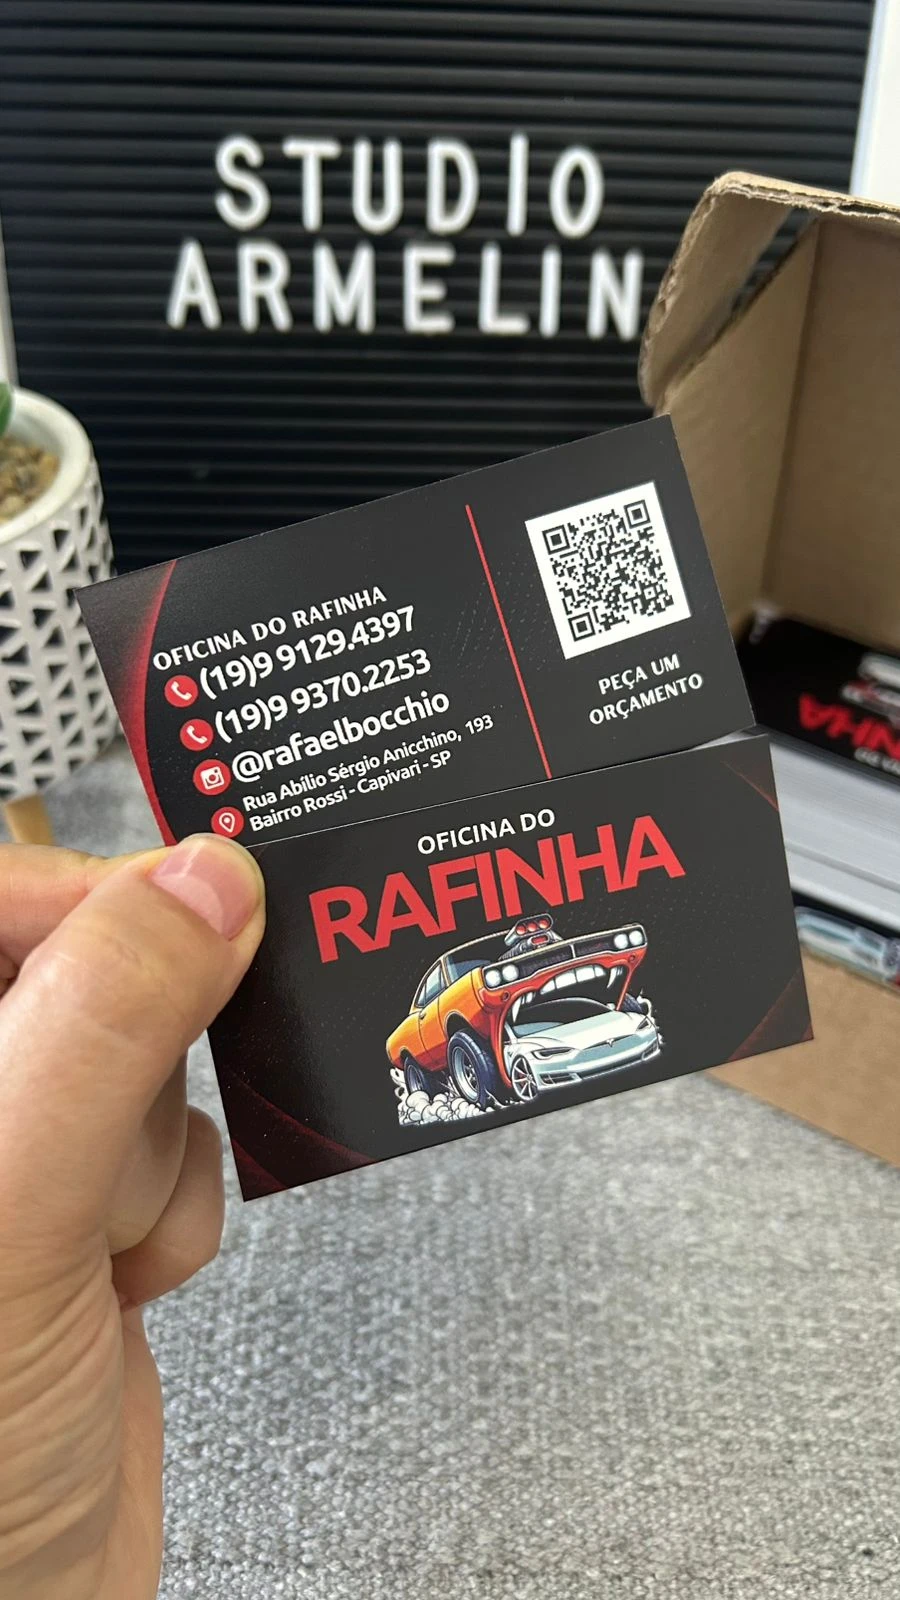 STUDIO
ARMELIN
OFICINA DO RAFINHA
(19)9 9129.4397
(19)9 9370.2253
@rafaelbocchio
Rua Abílio Sérgio Anicchino, 193
Bairro Rossi - Capivari - SP
PEÇA UM
ORÇAMENTO
OFICINA DO
RAFINHA